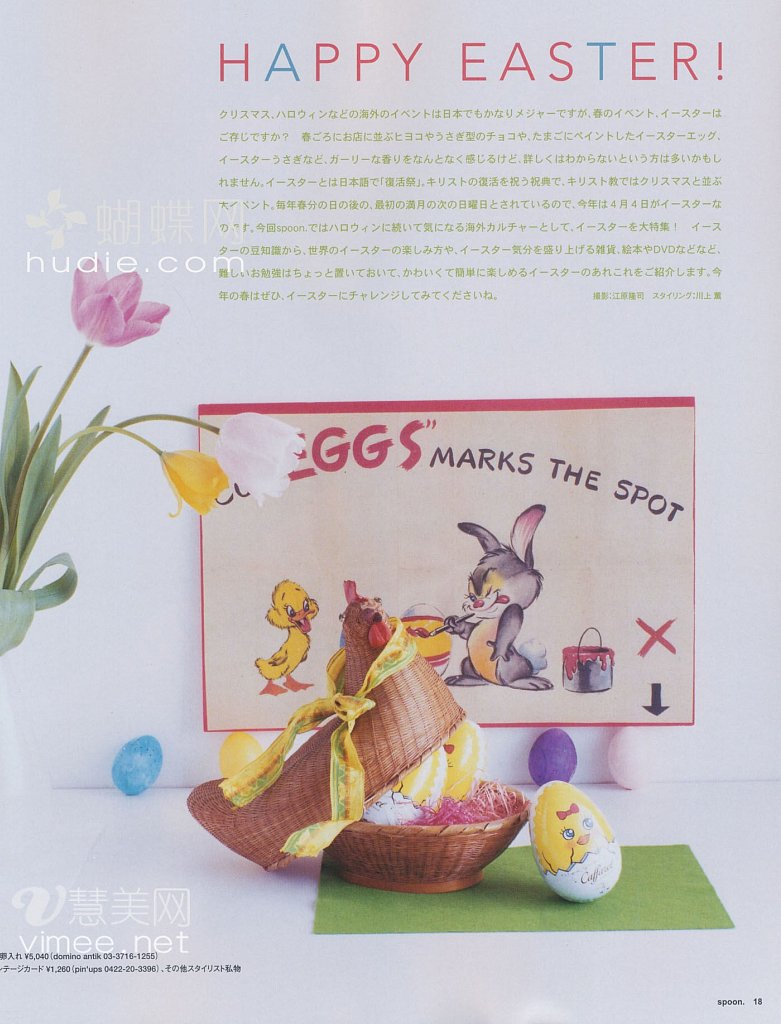 HAPPY EASTER!
クリスマス、ハロウィンなどの海外のイベントは日本でもかなりメジャーですが、春のイベント、イースターは
ご存じですか？　春ごろにお店に並ぶヒヨコやうさぎ型のチョコや、たまごにペイントしたイースターエッグ、
イースターうさぎなど、ガーリーな香りをなんとなく感じるけど、詳しくはわからないという方は多いかもし
れません。イースターとは日本語で「復活祭」。キリストの復活を祝う祝典で、キリスト教ではクリスマスと並ぶ
大イベント。毎年春分の日の後の、最初の満月の次の日曜日とされているので、今年は４月４日がイースターな
のです。今回spoon.ではハロウィンに続いて気になる海外カルチャーとして、イースターを大特集！　イース
ターの豆知識から、世界のイースターの楽しみ方や、イースター気分を盛り上げる雑貨、絵本やDVDなどなど、
難しいお勉強はちょっと置いておいて、かわいくて簡単に楽しめるイースターのあれこれをご紹介します。今
年の春はぜひ、イースターにチャレンジしてみてくださいね。
撮影:江原隆司　スタイリング:川上 薫
蝴蝶网
hudie.com
EGGS" MARKS THE SPOT
Caffarel
慧美网
vimee.net
卵入れ ¥5,040(domino antik 03-3716-1255)
ンテージカード ¥1,260(pin'ups 0422-20-3396)、その他スタイリスト私物
spoon. 18